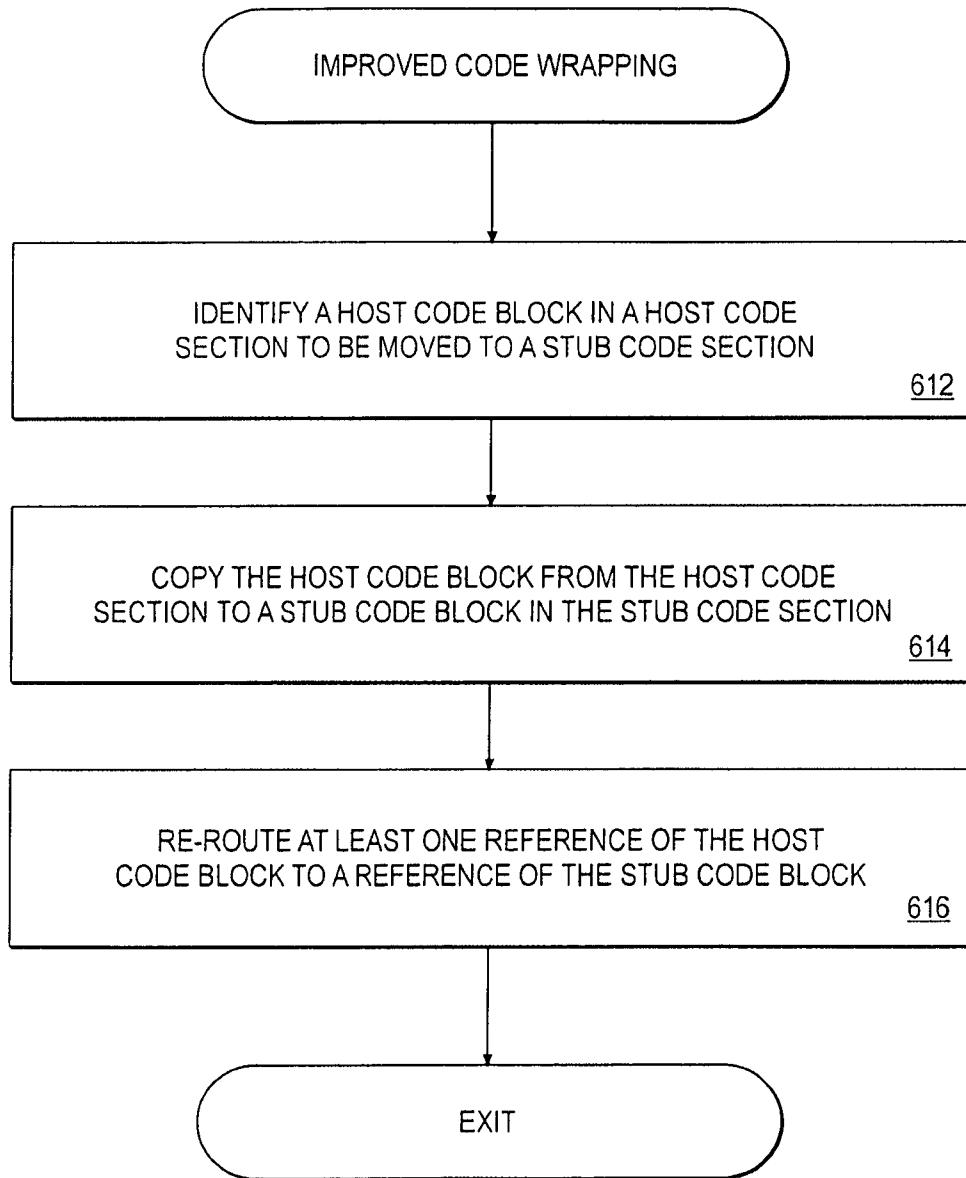 IMPROVED CODE WRAPPING
IDENTIFY A HOST CODE BLOCK IN A HOST CODE
SECTION TO BE MOVED TO A STUB CODE SECTION
612
COPY THE HOST CODE BLOCK FROM THE HOST CODE
SECTION TO A STUB CODE BLOCK IN THE STUB CODE SECTION
614
RE-ROUTE AT LEAST ONE REFERENCE OF THE HOST
CODE BLOCK TO A REFERENCE OF THE STUB CODE BLOCK
616
EXIT